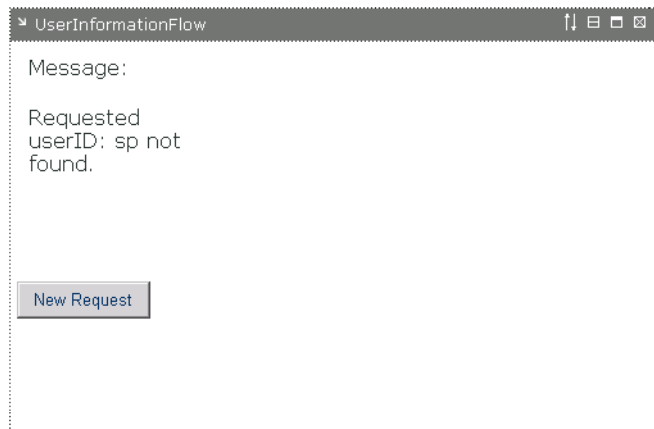 UserInformationFlow
Message:
Requested
userID: sp not
found.
New Request